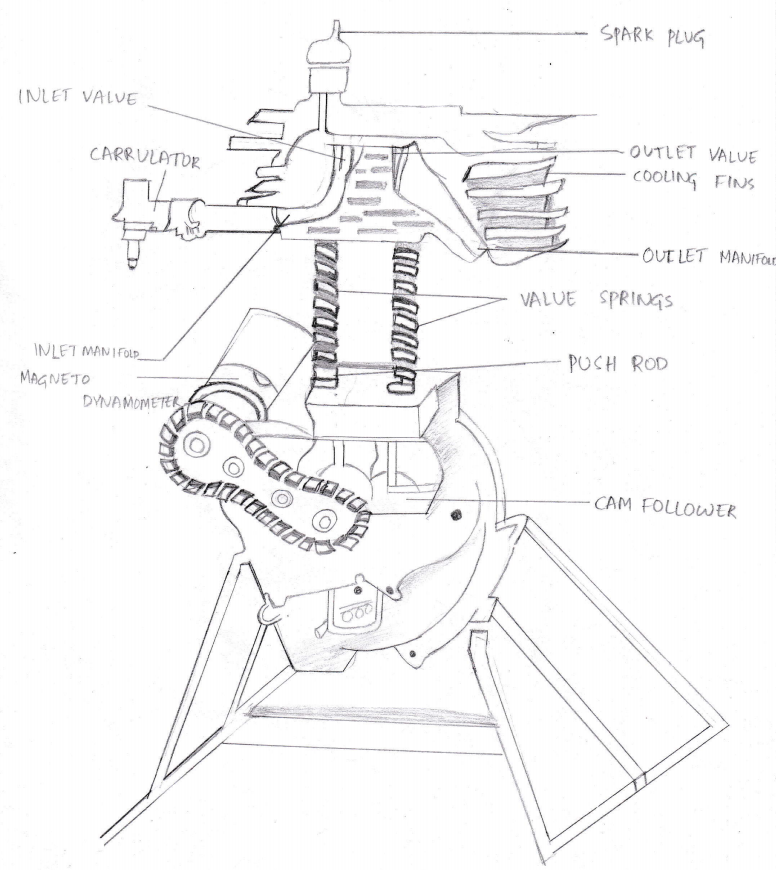 SPARK PLUG
INLET VALUE
CARRULATOR
OUTLET VALUE
COOLING FINS
OUTLET MANIFOLD
VALUE SPRINGS
INLET MANIFOLD
PUSH ROD
MAGNETO
DYNAMOMETER
CAM FOLLOWER